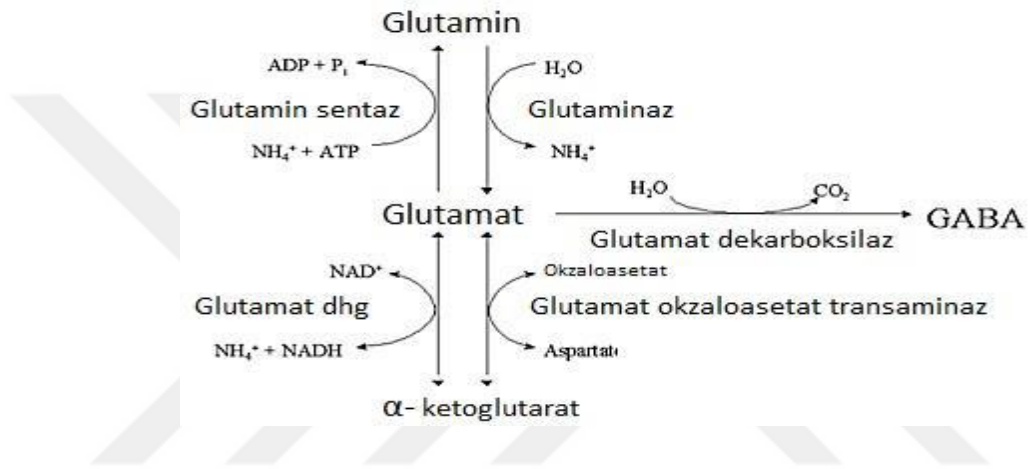 Glutamin
ADP + P₁
H₂O
Glutamin sentaz
Glutaminaz
NH₄⁺ + ATP
NH₄⁺
H₂O
CO₂
Glutamat
GABA
Glutamat dekarboksilaz
NAD⁺
Okzaloasetat
Glutamat dhg
Glutamat okzaloasetat transaminaz
NH₄⁺ + NADH
Aspartat
α- ketoglutarat